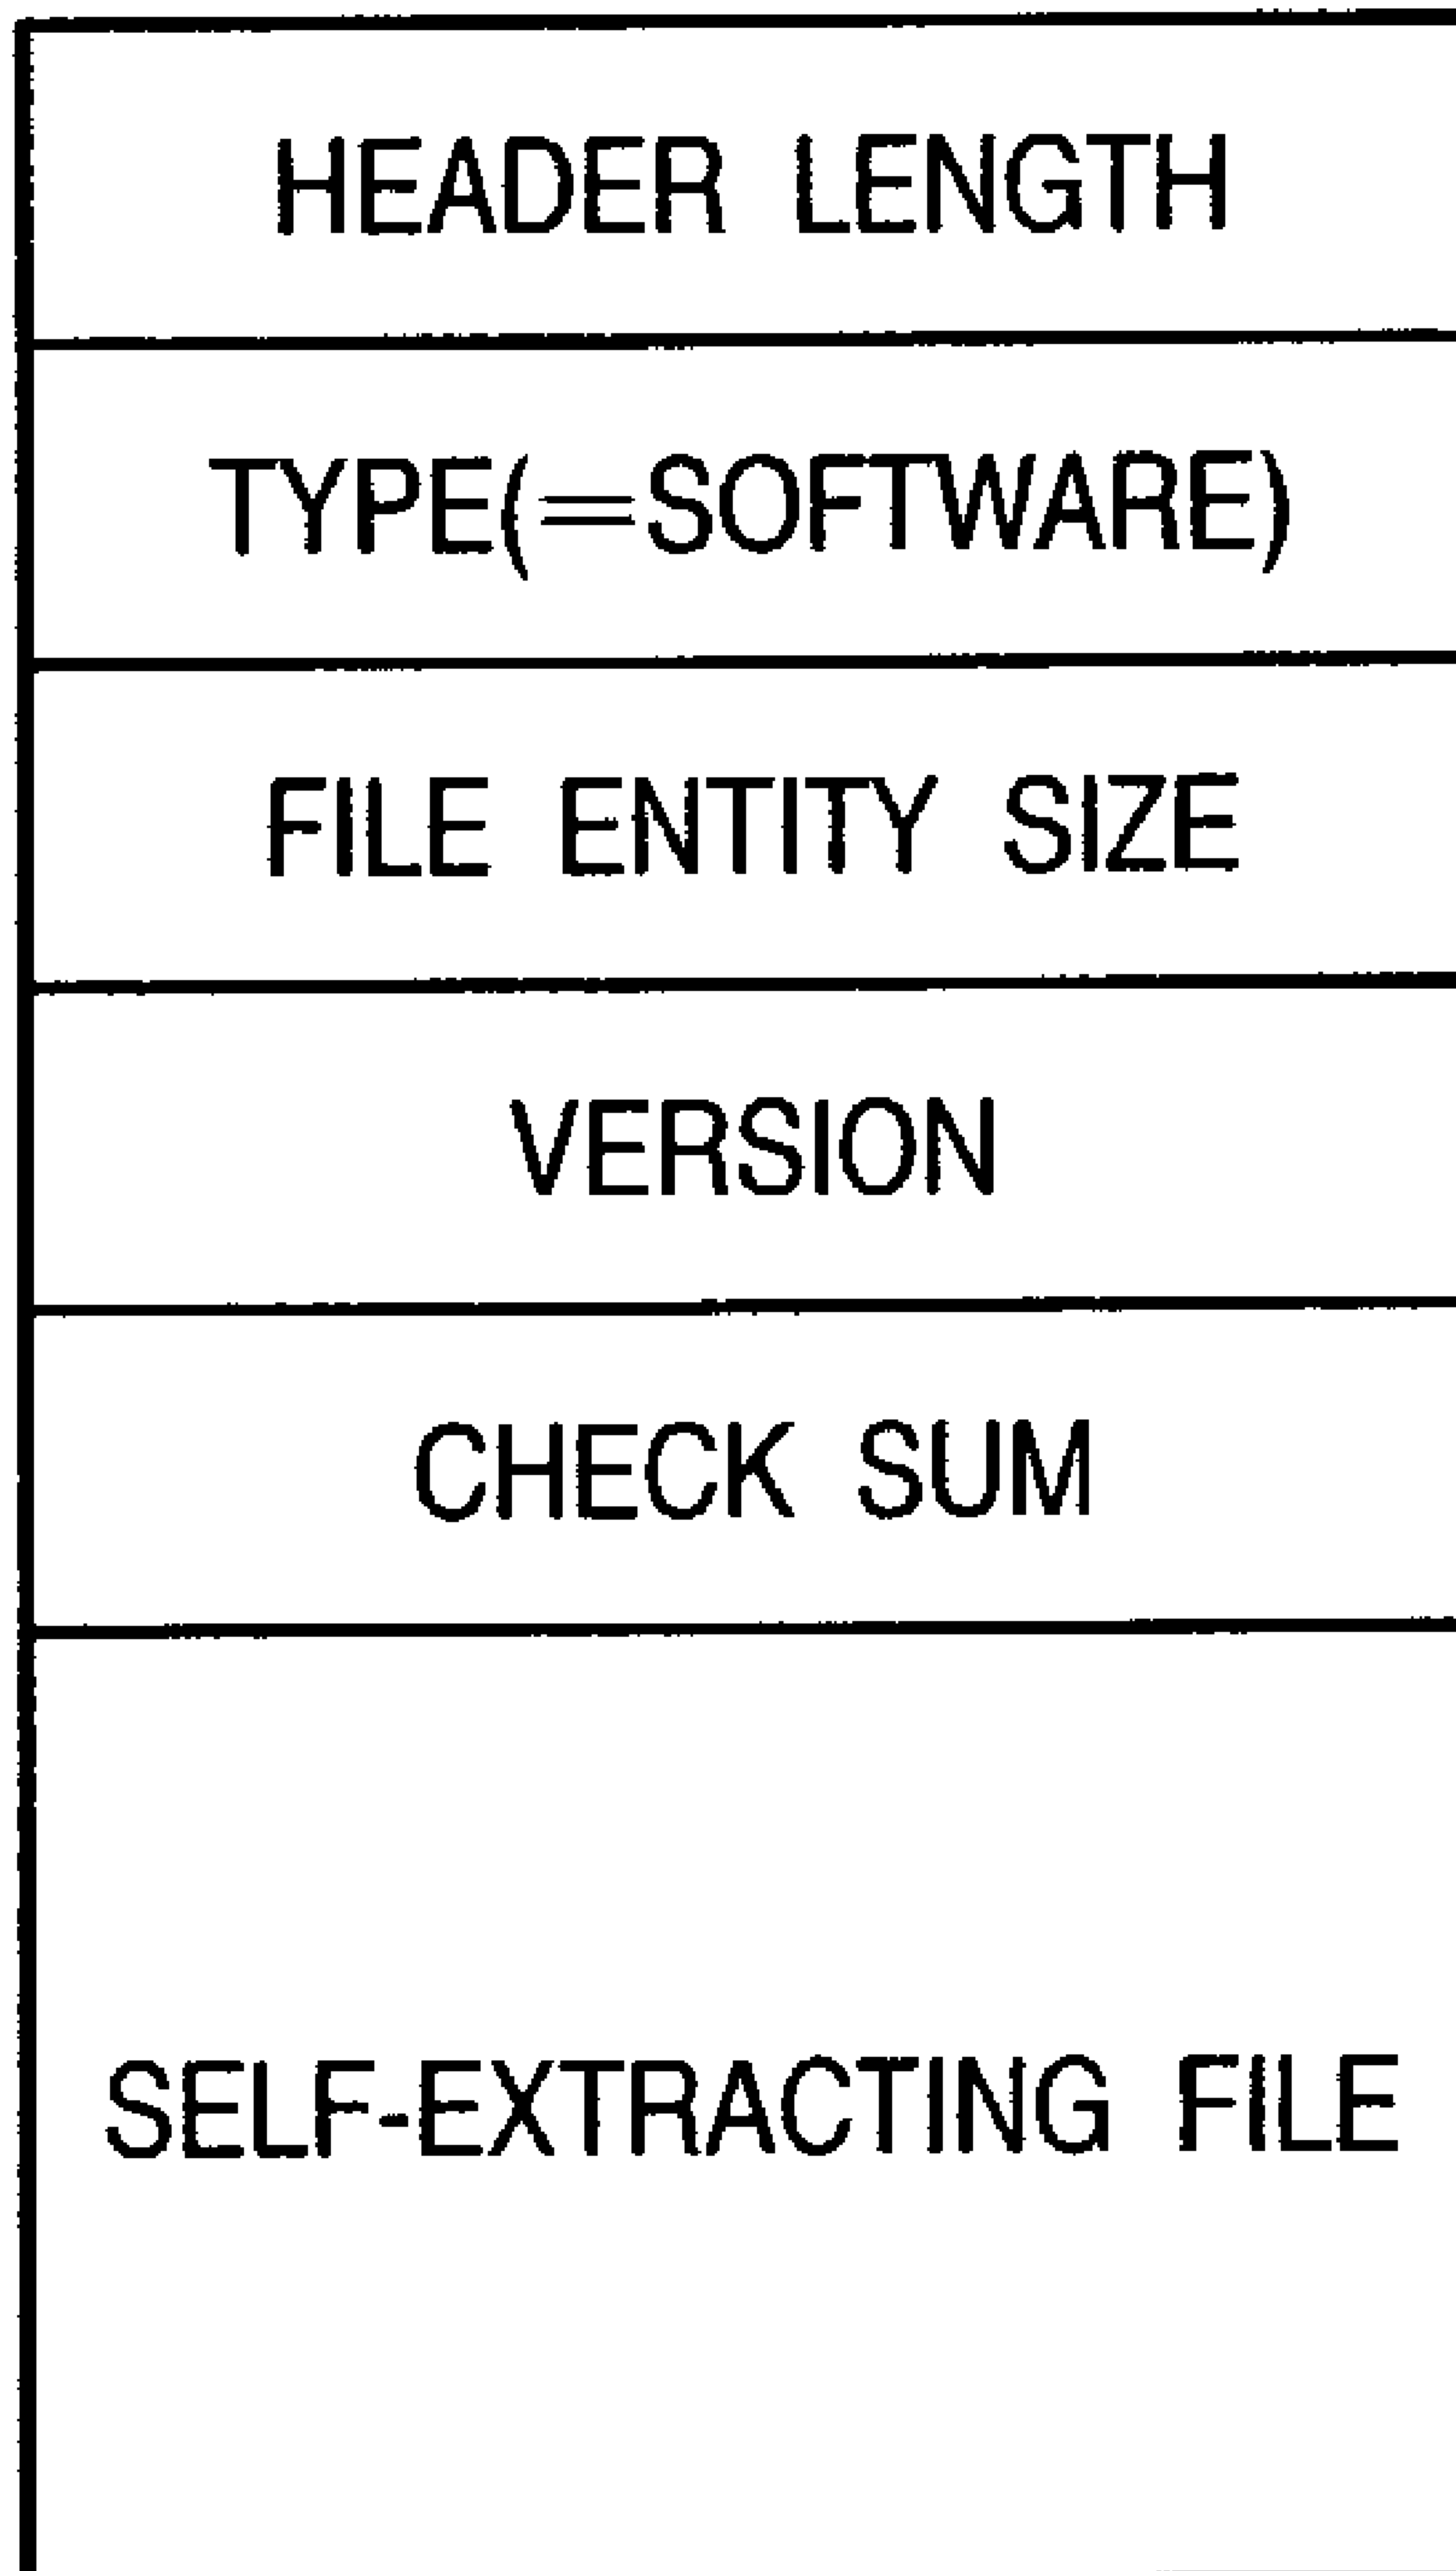 HEADER LENGTH
TYPE(=SOFTWARE)
FILE ENTITY SIZE
VERSION
CHECK SUM
SELF-EXTRACTING FILE